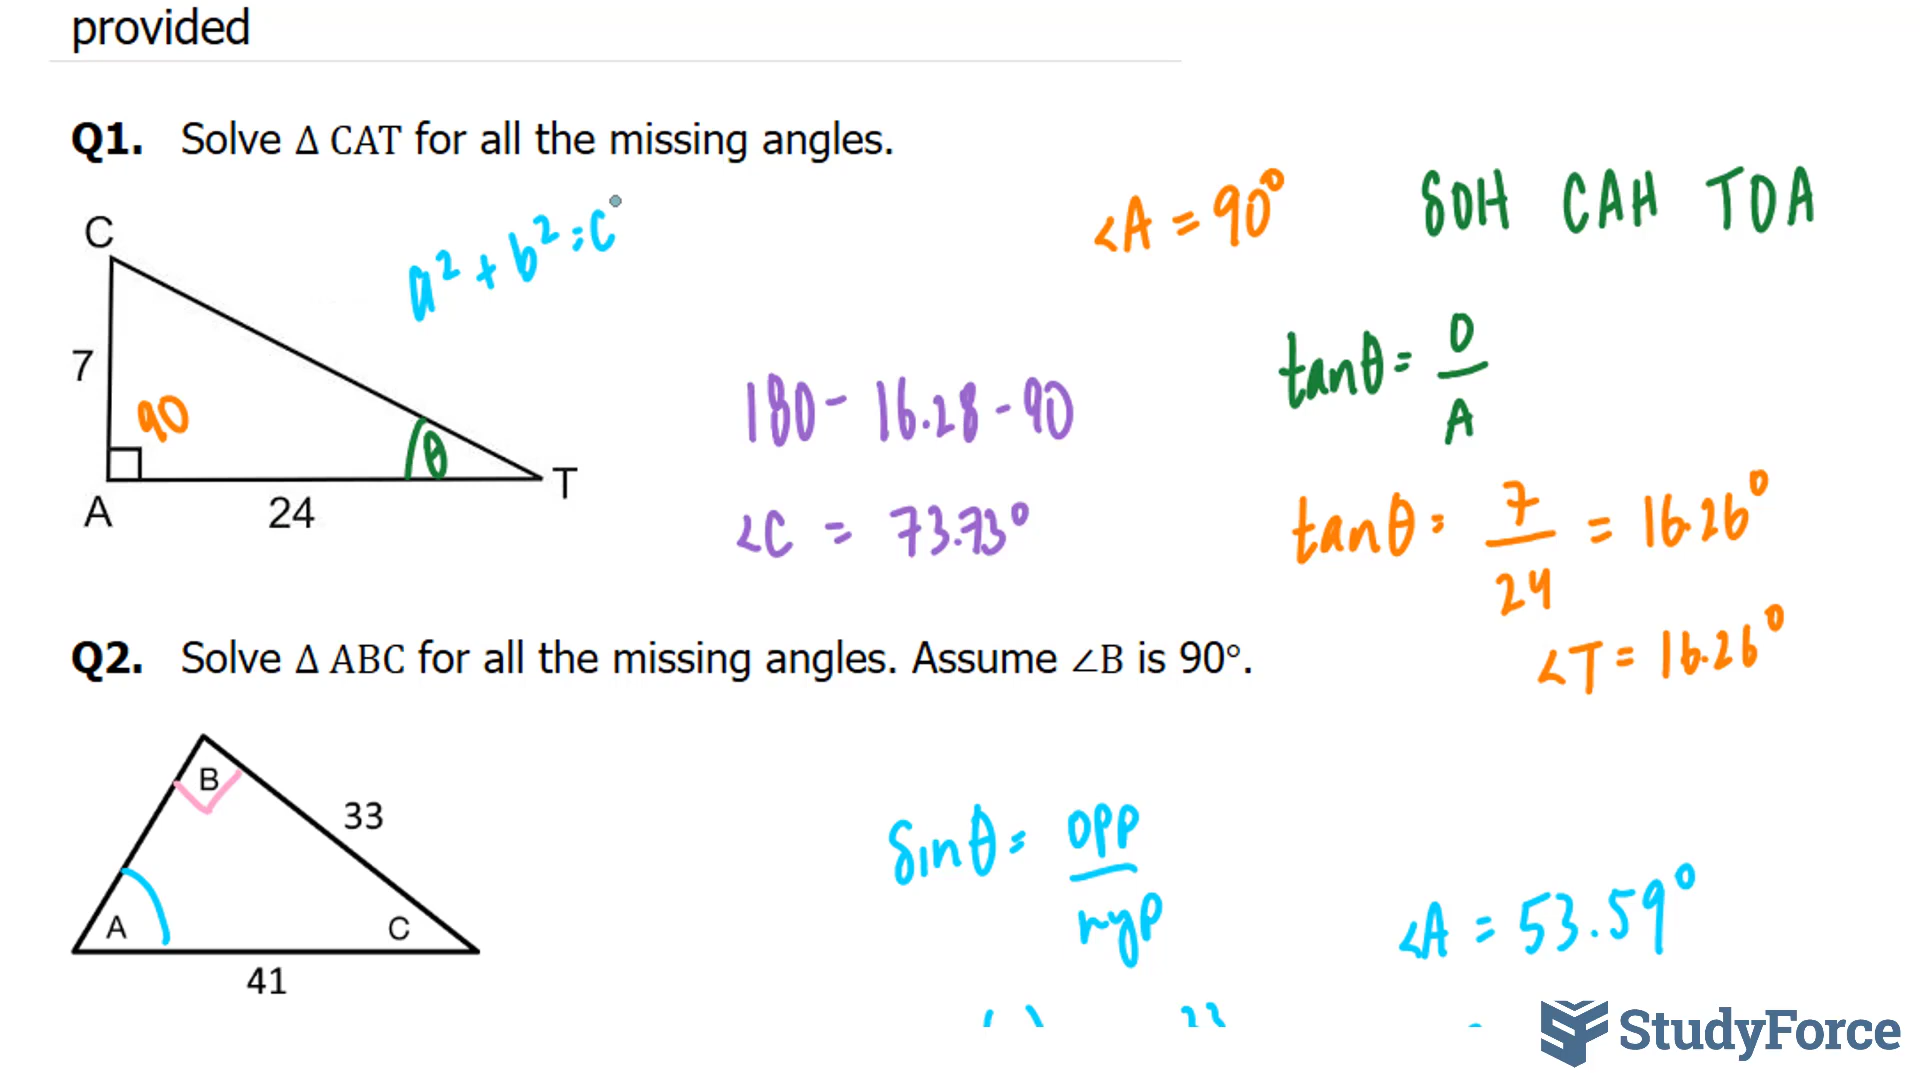 provided
Q1. Solve Δ CAT for all the missing angles.
C
7
90
A
24
θ
T
a² + b² = c
∠A = 90°
SOH CAH TOA
tanθ = O/A
180 - 16.28 - 90
∠C = 73.73°
tanθ = 7/24 = 16.26°
∠T = 16.26°
Q2. Solve Δ ABC for all the missing angles. Assume ∠B is 90°.
B
33
A
C
41
sinθ = opp/hyp
∠A = 53.59°
StudyForce